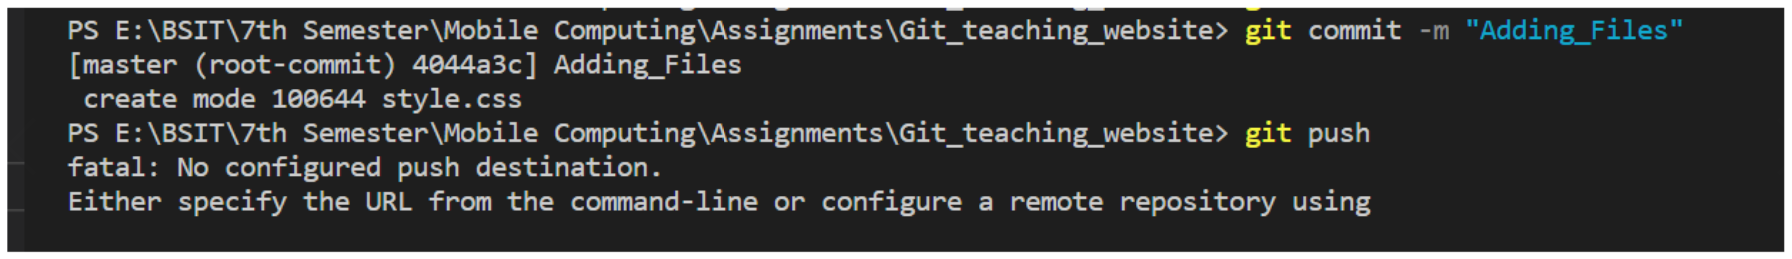 PS E:\BSIT\7th Semester\Mobile Computing\Assignments\Git_teaching_website> git commit -m "Adding_Files"
[master (root-commit) 4044a3c] Adding_Files
 create mode 100644 style.css
PS E:\BSIT\7th Semester\Mobile Computing\Assignments\Git_teaching_website> git push
fatal: No configured push destination.
Either specify the URL from the command-line or configure a remote repository using